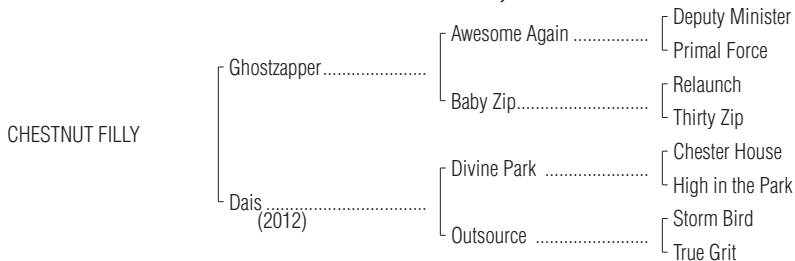 Deputy Minister
Awesome Again ................
Primal Force
Ghostzapper......................
Relaunch
Baby Zip............................
Thirty Zip
CHESTNUT FILLY
Chester House
Divine Park ......................
High in the Park
Dais ..................................
(2012)
Storm Bird
Outsource ........................
True Grit